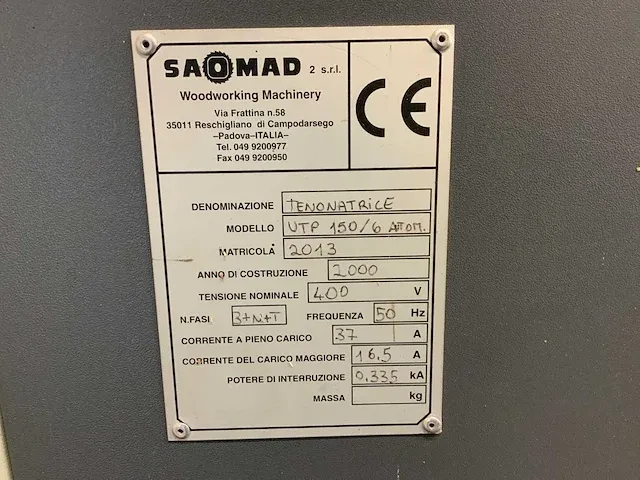 SAOMAD 2 s.r.l.
Woodworking Machinery
Via Frattina n.58
35011 Reschigliano di Campodarsego
–Padova–ITALIA–
Tel. 049 9200977
Fax 049 9200950
CE
DENOMINAZIONE TENONATRICE
MODELLO UTP 150/6 ATOM.
MATRICOLA 2013
ANNO DI COSTRUZIONE 2000
TENSIONE NOMINALE 400 V
N.FASI 3+N+T FREQUENZA 50 Hz
CORRENTE A PIENO CARICO 37 A
CORRENTE DEL CARICO MAGGIORE 16.5 A
POTERE DI INTERRUZIONE 0.335 kA
MASSA kg